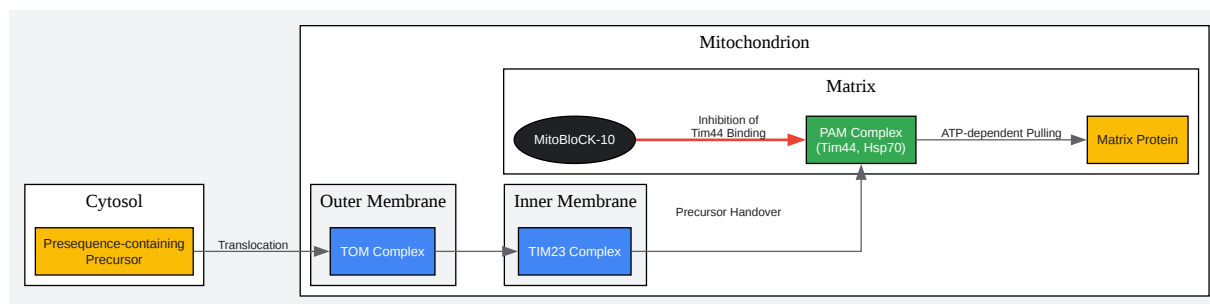 Mitochondrion
Matrix
MitoBloCK-10
Inhibition of
Tim44 Binding
PAM Complex
(Tim44, Hsp70)
ATP-dependent Pulling
Matrix Protein
Cytosol
Presequence-containing
Precursor
Translocation
Outer Membrane
TOM Complex
Inner Membrane
TIM23 Complex
Precursor Handover